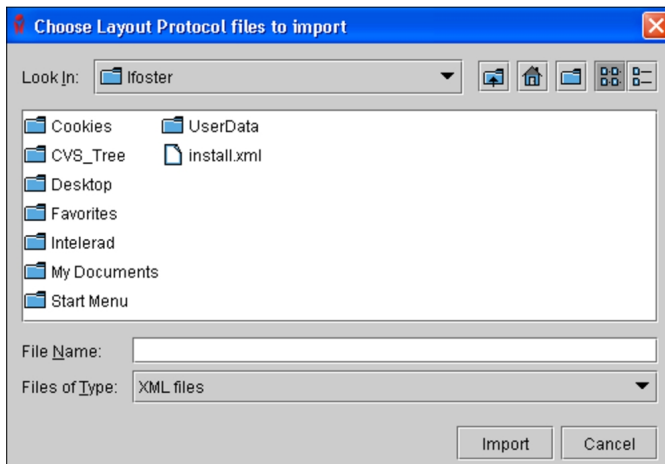 Choose Layout Protocol files to import
Look In: lfoster
Cookies UserData
CVS_Tree install.xml
Desktop
Favorites
Intelerad
My Documents
Start Menu
File Name:
Files of Type: XML files
Import Cancel